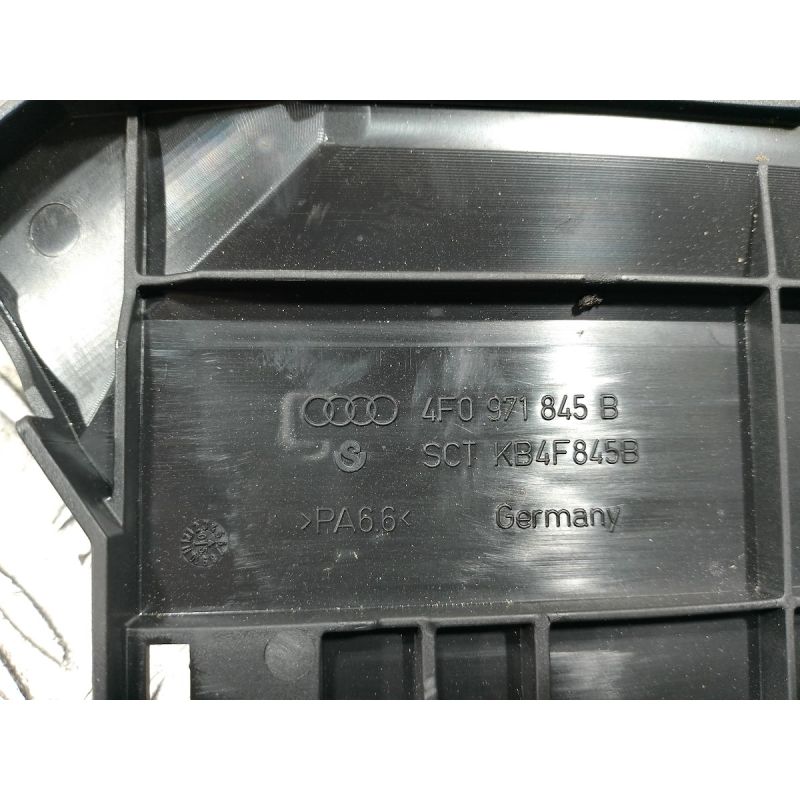 4F0 971 845 B
S SCT KB4F845B
>PA6.6< Germany